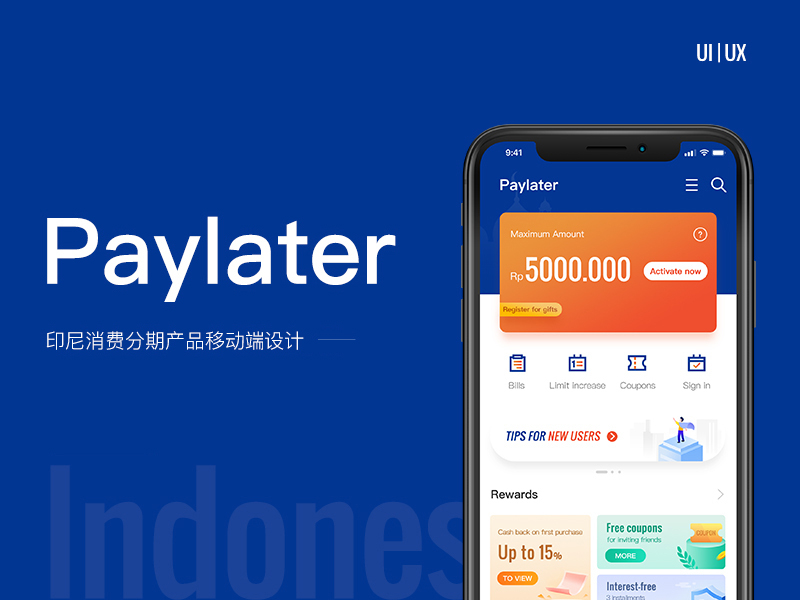 UI|UX
Paylater
印尼消费分期产品移动端设计
Indones
9:41
Paylater
Maximum Amount
?
Rp 5000.000
Activate now
Register for gifts
Bills
Limit increase
Coupons
Sign in
TIPS FOR NEW USERS
Rewards
Cash back on first purchase
Up to 15%
TO VIEW
Free coupons
for inviting friends
MORE
COUPON
Interest-free
3 instalments